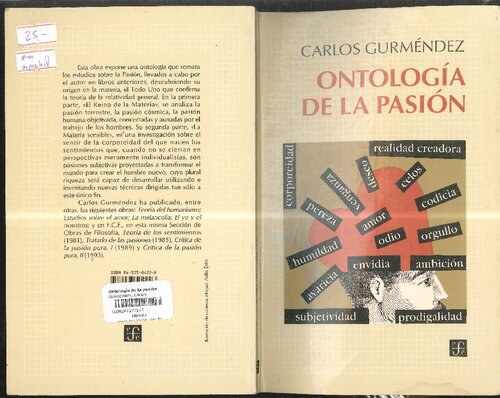 25-
em
Esta obra expone una ontología que remata
los estudios sobre la Pasión, llevados a cabo por
el autor en libros anteriores, descubriendo su
origen en la materia, el Todo Uno que confirma
la teoría de la relatividad general. En la primera
parte, «El Reino de la Materia», se analiza la
pasión terrestre, la pasión cósmica, la pasión
humana objetivada, concertadas y aunadas por el
trabajo de los hombres. Su segunda parte, «La
Materia sensible», es una investigación sobre el
sentir de la corporeidad del que nacen los
sentimientos que, cuando no se cierran en
perspectivas meramente individualistas, son
pasiones subjetivas proyectadas a transformar el
mundo para crear el hombre nuevo, cuya plural
riqueza será capaz de desarrollar utilizando e
inventando nuevas técnicas dirigidas tan sólo a
este único fin.
Carlos Gurméndez ha publicado, entre
otras, las siguientes obras: Teoría del humanismo;
Estudios sobre el amor; La melancolía; El yo y el
nosotros; y en F.C.E., en esta misma Sección de
Obras de Filosofía, Teoría de los sentimientos
(1981), Tratado de las pasiones (1985), Crítica de
la pasión pura, I (1989) y Crítica de la pasión
pura, II (1993).
Ontología de la pasión
CARLOS GURMÉNDEZ
ONTOLOGÍA
DE LA PASIÓN
corporeidad
realidad creadora
deseo
celos
venganza
codicia
pereza
amor
humildad
odio
orgullo
envidia
ambición
avaricia
subjetividad
prodigalidad